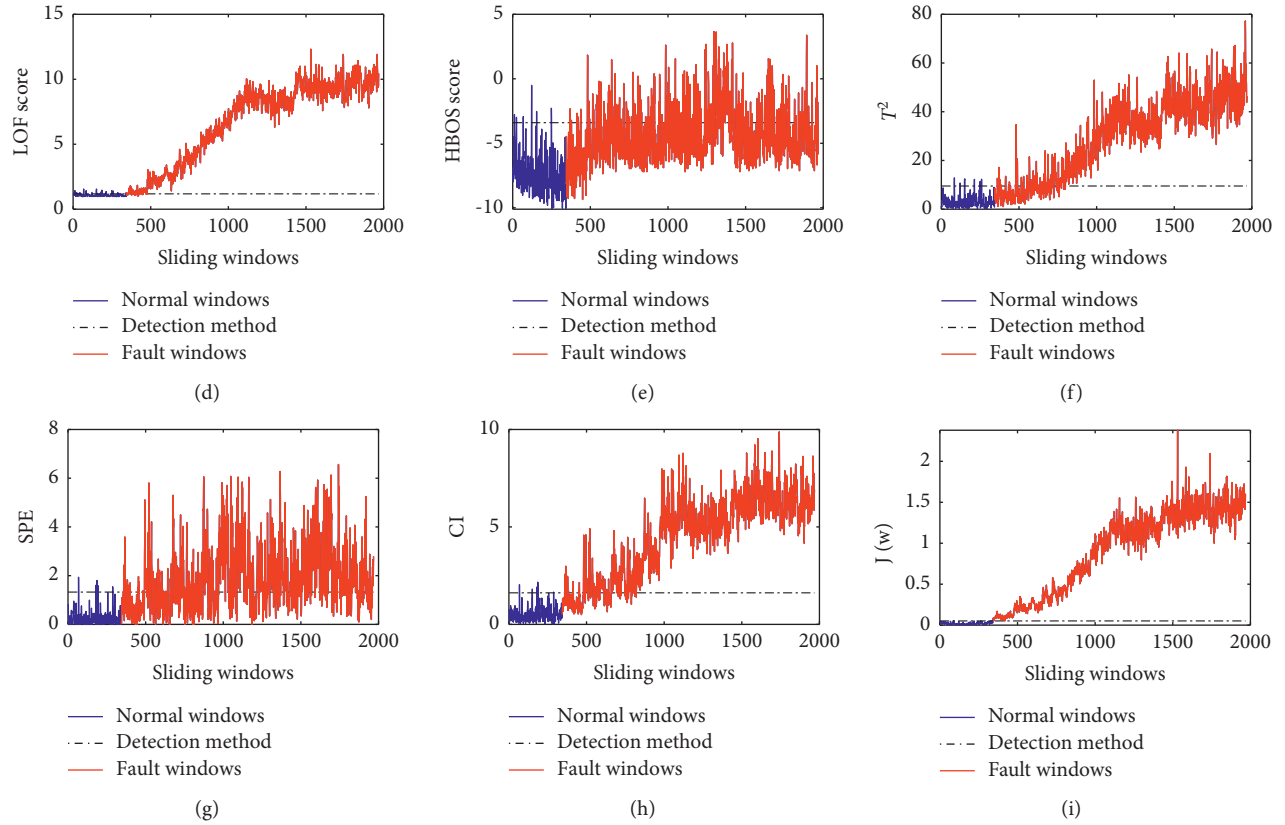 15
10
5
0
LOF score
0 500 1000 1500 2000
Sliding windows
Normal windows
Detection method
Fault windows
(d)
5
0
-5
-10
HBOS score
0 500 1000 1500 2000
Sliding windows
Normal windows
Detection method
Fault windows
(e)
80
60
40
20
0
T²
0 500 1000 1500 2000
Sliding windows
Normal windows
Detection method
Fault windows
(f)
8
6
4
2
0
SPE
0 500 1000 1500 2000
Sliding windows
Normal windows
Detection method
Fault windows
(g)
10
5
0
CI
0 500 1000 1500 2000
Sliding windows
Normal windows
Detection method
Fault windows
(h)
2
1.5
1
0.5
0
J (w)
0 500 1000 1500 2000
Sliding windows
Normal windows
Detection method
Fault windows
(i)